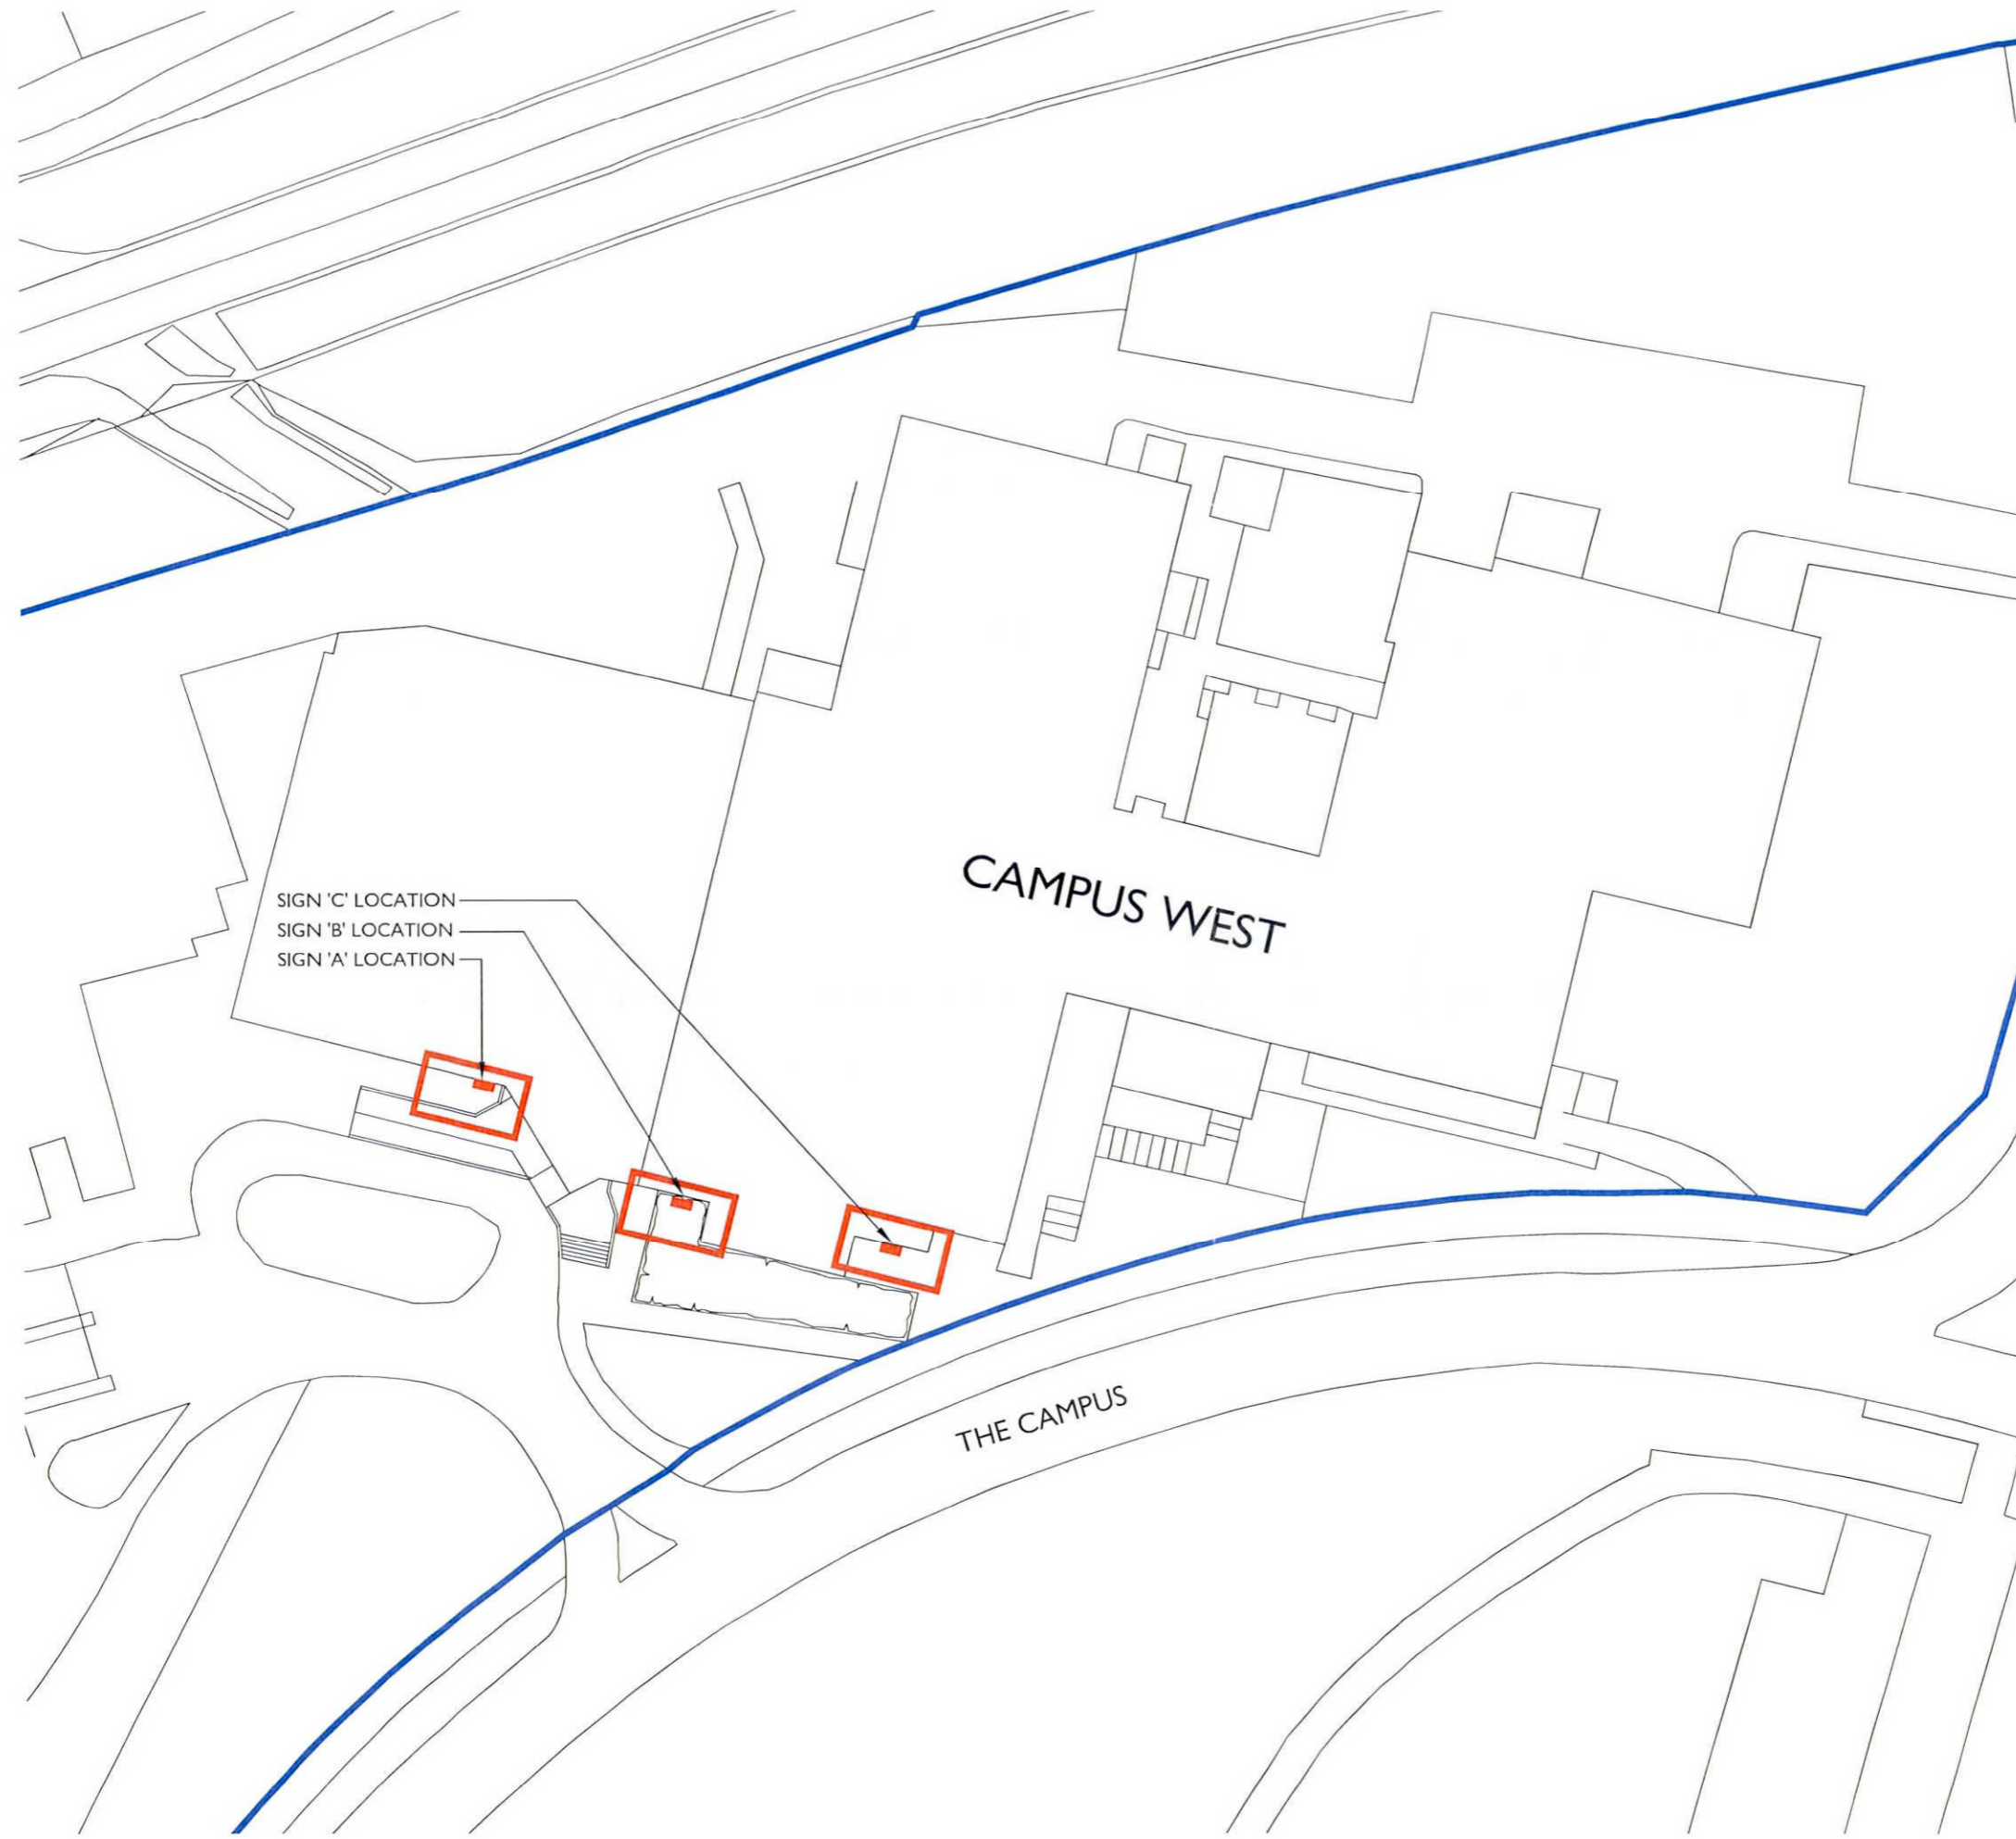 CAMPUS WEST
SIGN 'C' LOCATION
SIGN 'B' LOCATION
SIGN 'A' LOCATION
THE CAMPUS